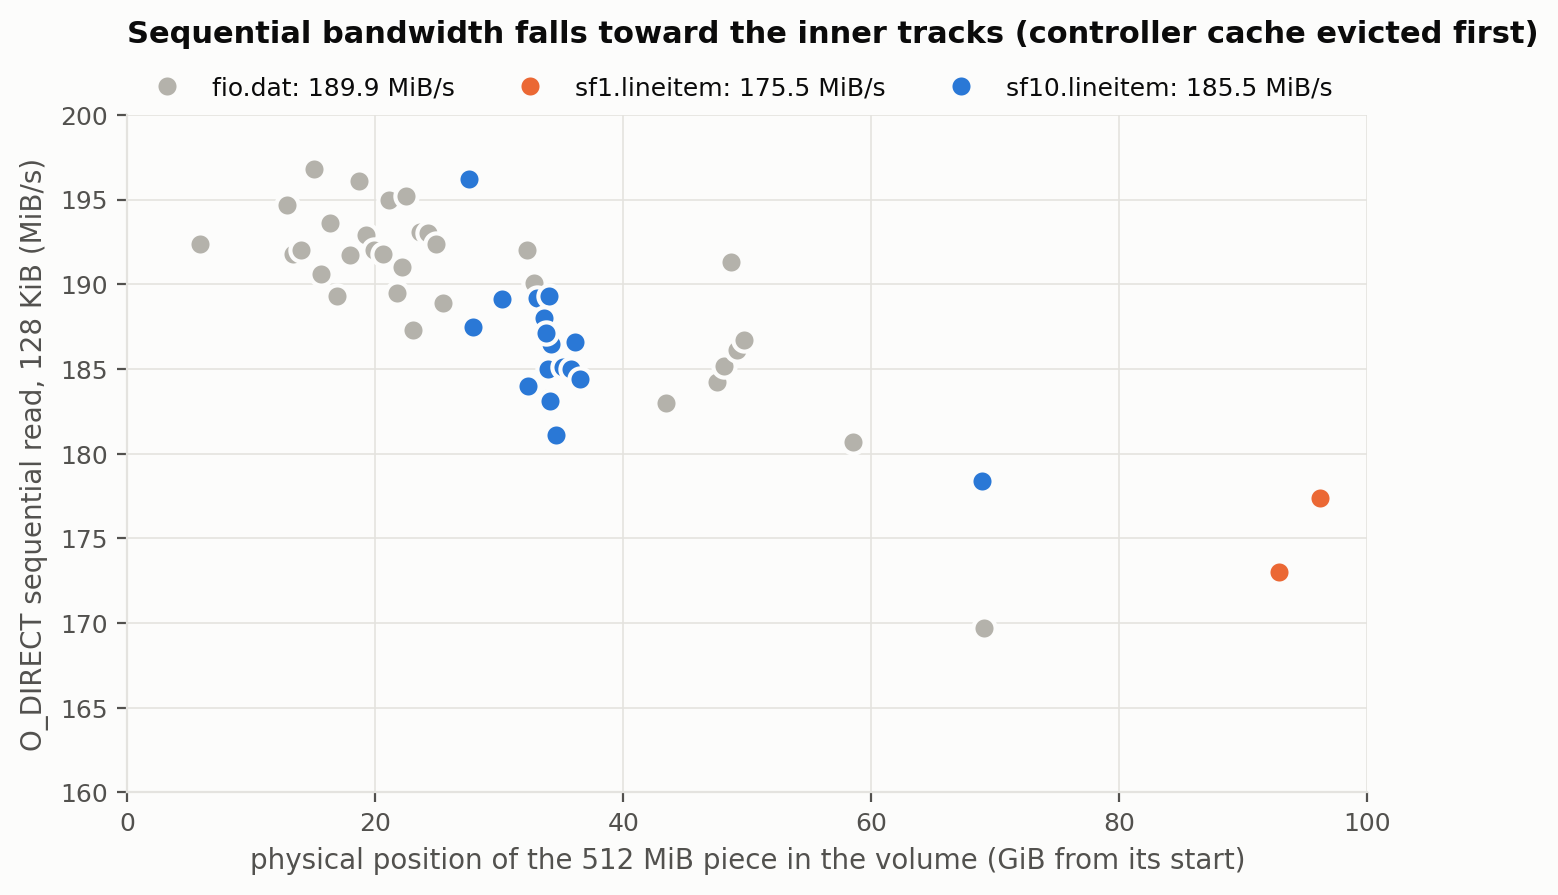 Sequential bandwidth falls toward the inner tracks (controller cache evicted first)
fio.dat: 189.9 MiB/s
sf1.lineitem: 175.5 MiB/s
sf10.lineitem: 185.5 MiB/s
O_DIRECT sequential read, 128 KiB (MiB/s)
200
195
190
185
180
175
170
165
160
0
20
40
60
80
100
physical position of the 512 MiB piece in the volume (GiB from its start)